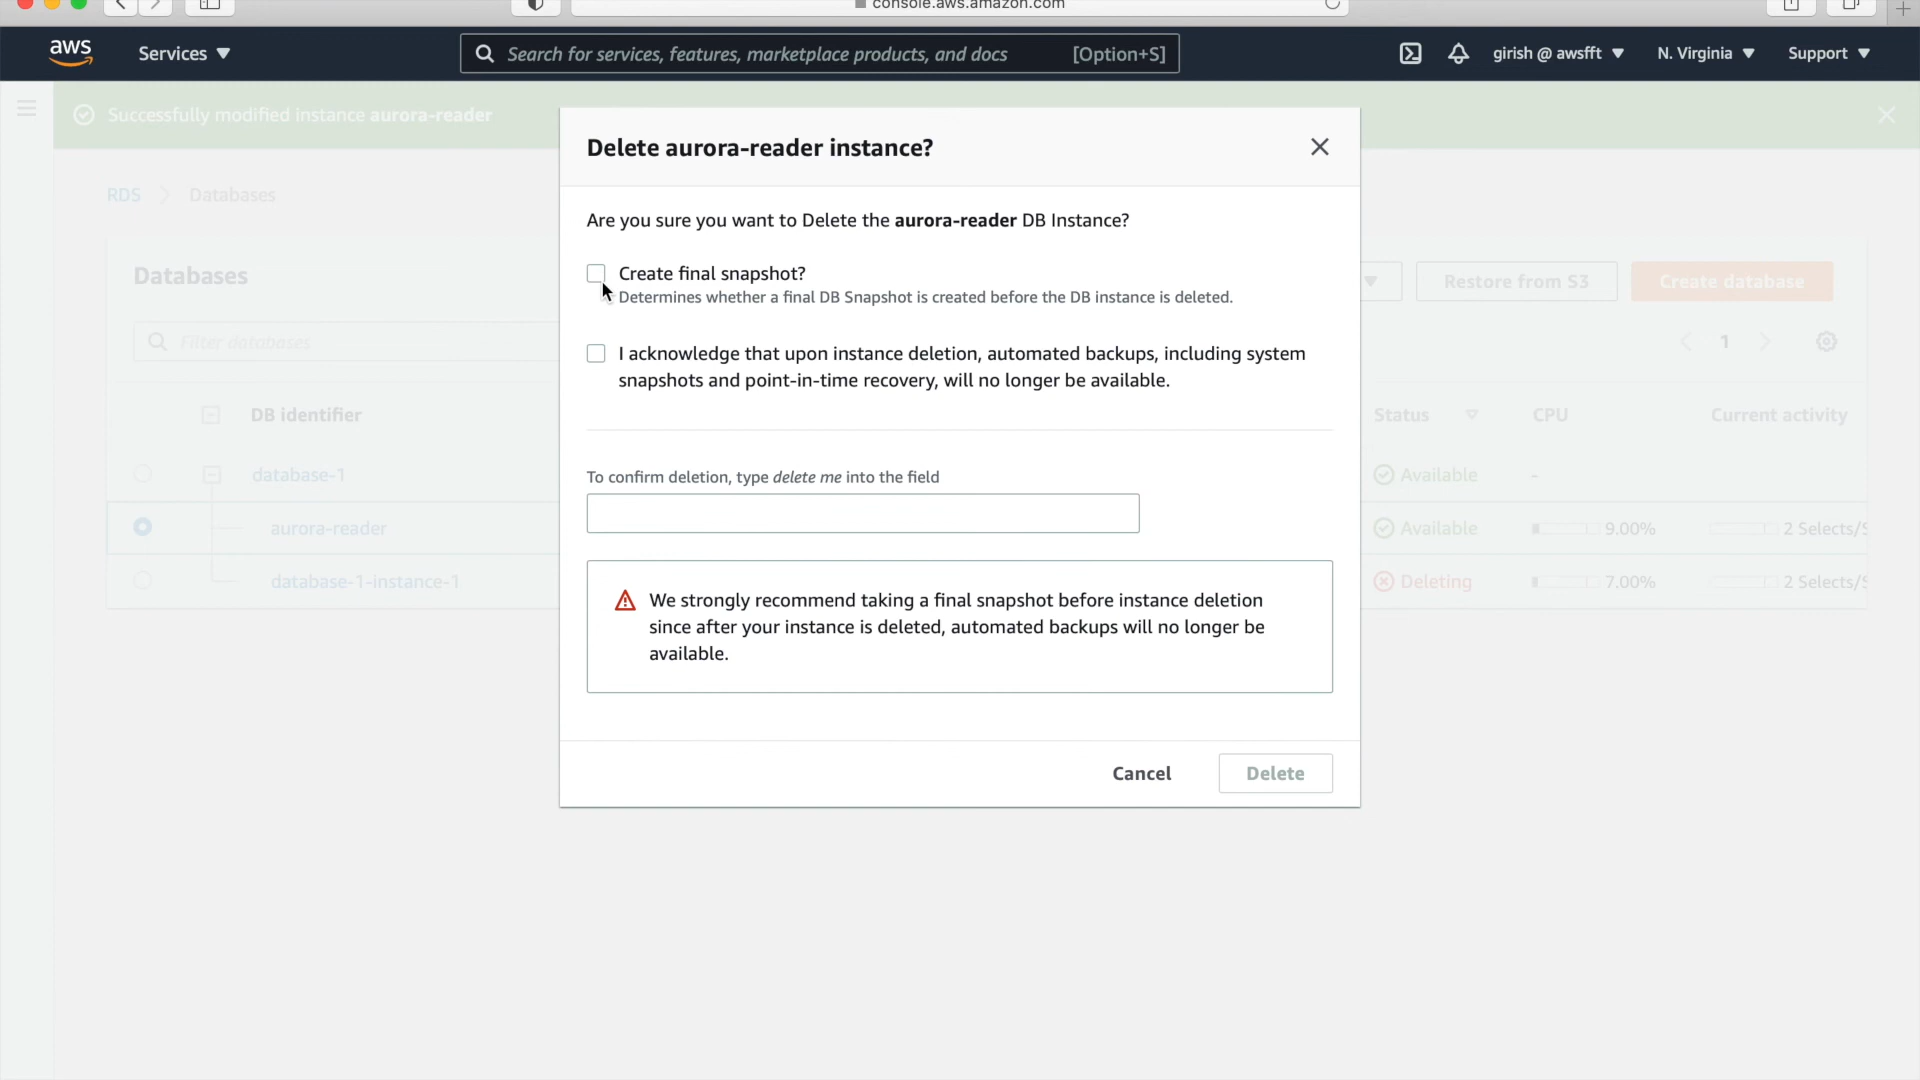 console.aws.amazon.com
aws Services Search for services, features, marketplace products, and docs [Option+S] girish @ awsfft N. Virginia Support
Successfully modified instance aurora-reader
RDS Databases
Databases
Restore from S3 Create database
Filter databases
1
DB identifier Status CPU Current activity
database-1 Available -
aurora-reader Available 9.00% 2 Selects/S
database-1-instance-1 Deleting 7.00% 2 Selects/S
Delete aurora-reader instance?
Are you sure you want to Delete the aurora-reader DB Instance?
Create final snapshot?
Determines whether a final DB Snapshot is created before the DB instance is deleted.
I acknowledge that upon instance deletion, automated backups, including system
snapshots and point-in-time recovery, will no longer be available.
To confirm deletion, type delete me into the field
We strongly recommend taking a final snapshot before instance deletion
since after your instance is deleted, automated backups will no longer be
available.
Cancel Delete